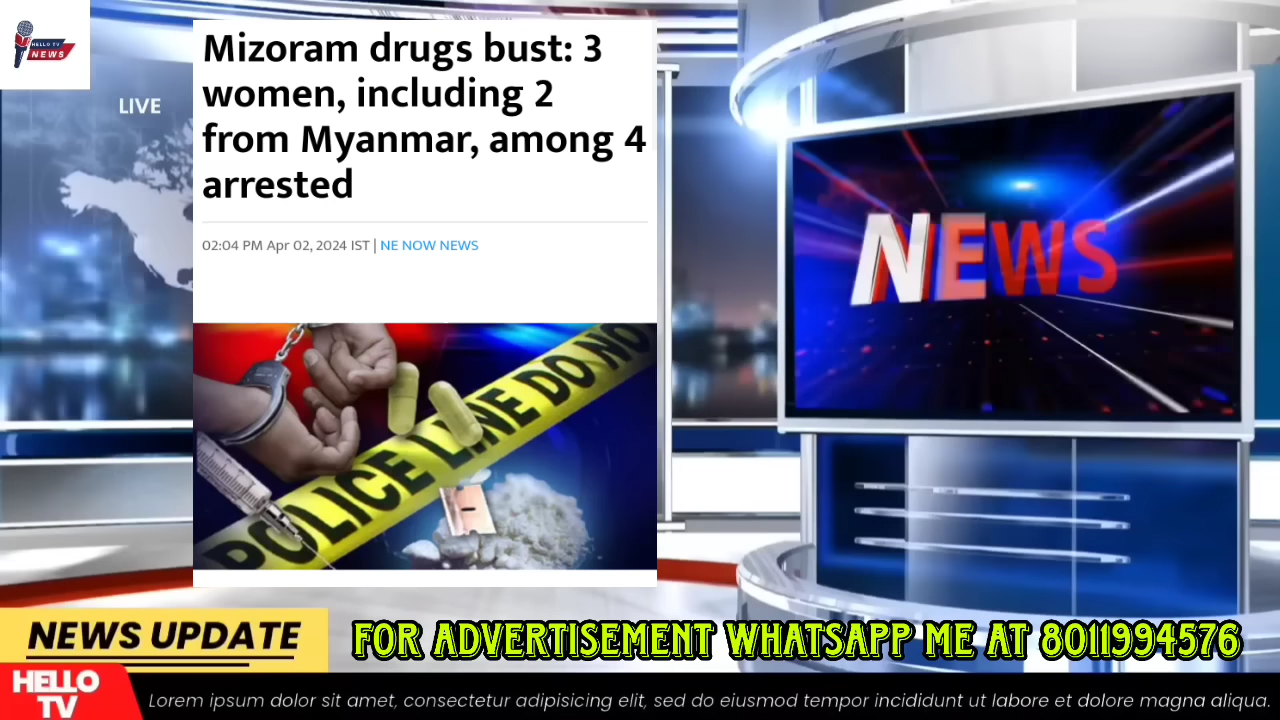 HELLO TV
NEWS
LIVE
Mizoram drugs bust: 3
women, including 2
from Myanmar, among 4
arrested
02:04 PM Apr 02, 2024 IST | NE NOW NEWS
POLICE LINE DO NO
NEWS
NEWS UPDATE
FOR ADVERTISEMENT WHATSAPP ME AT 8011994576
HELLO
TV
Lorem ipsum dolor sit amet, consectetur adipisicing elit, sed do eiusmod tempor incididunt ut labore et dolore magna aliqua.